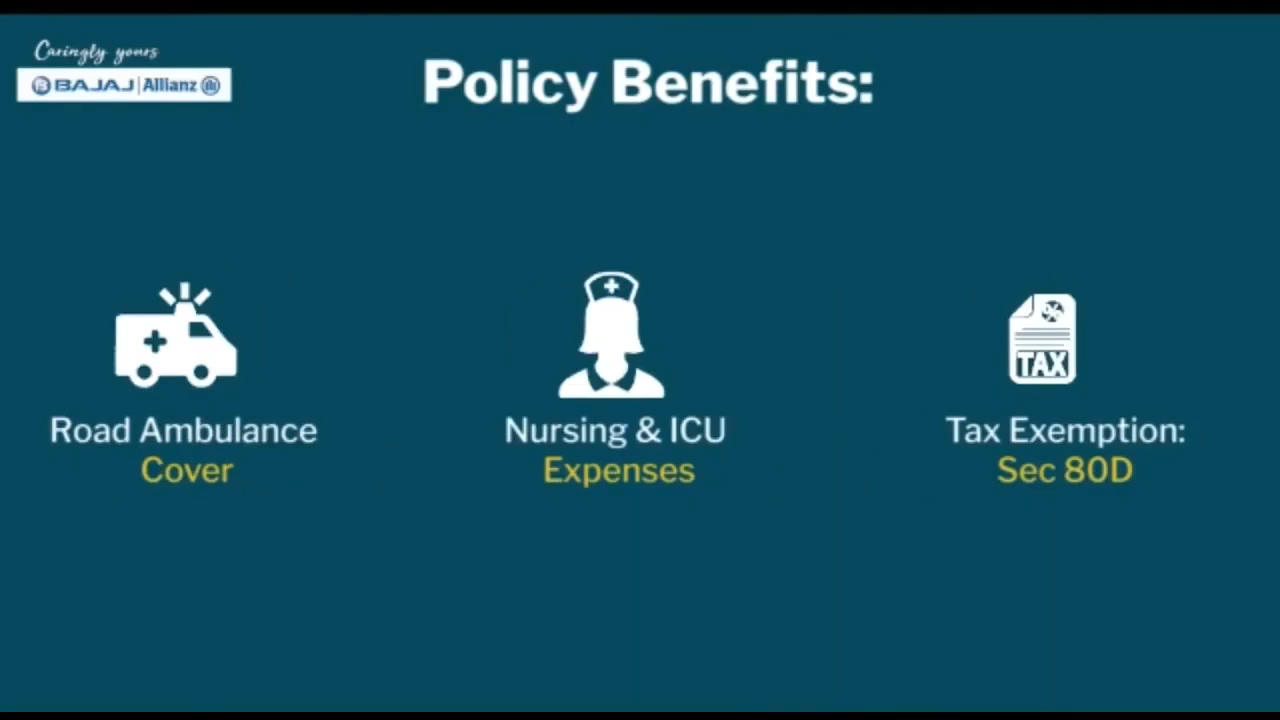 Caringly yours
BAJAJ | Allianz
Policy Benefits:
TAX
Road Ambulance
Cover
Nursing & ICU
Expenses
Tax Exemption:
Sec 80D